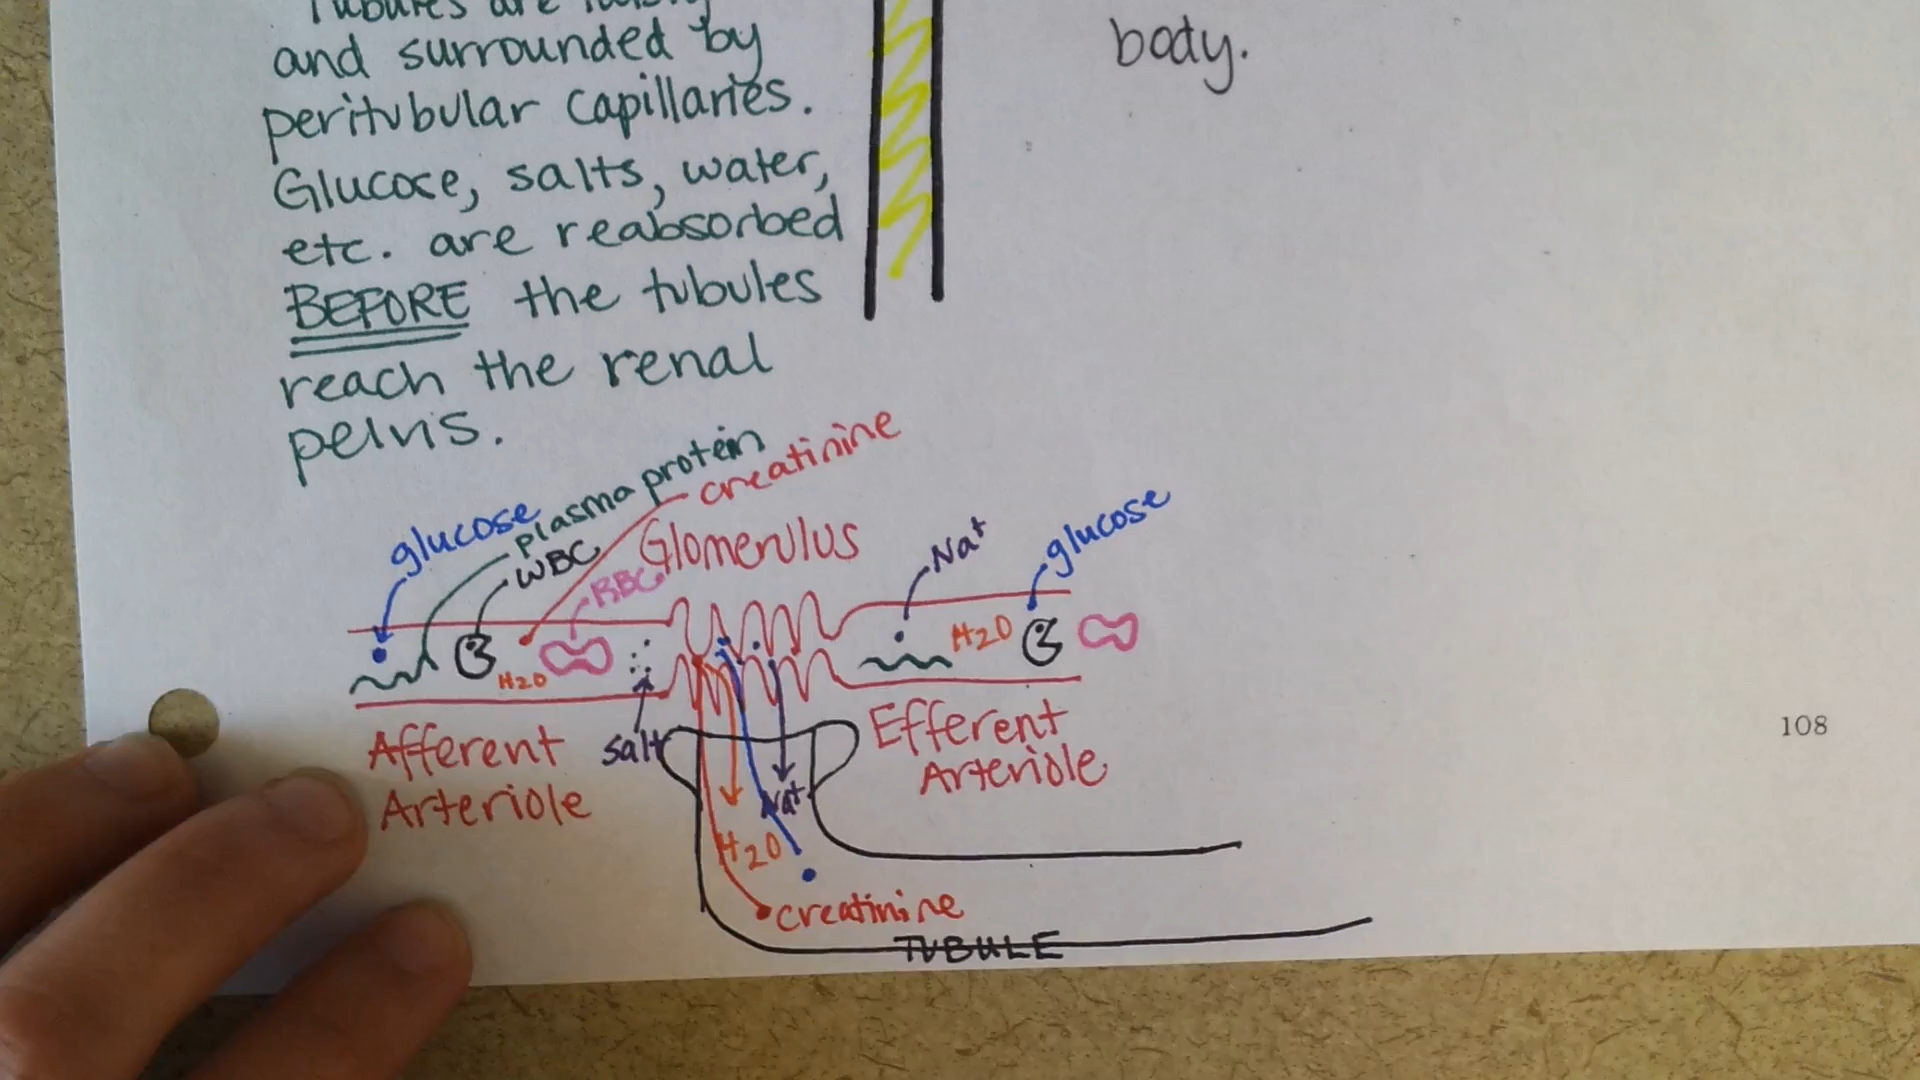 Tubules are
and surrounded by
peritubular capillaries.
Glucose, salts, water,
etc. are reabsorbed
BEFORE the tubules
reach the renal
pelvis.
body.
glucose
plasma protein
creatinine
WBC
RBC
Glomerulus
Na+
glucose
H2O
H2O
Afferent
Arteriole
salt
Efferent
Arteriole
Na+
H2O
creatinine
TUBULE
108